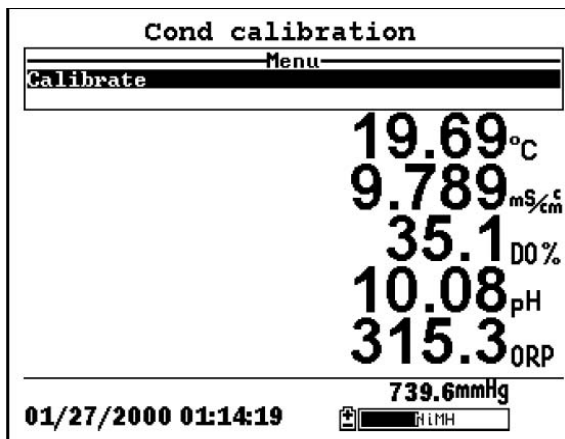 Cond calibration
Menu
Calibrate
19.69°C
9.789mS/cm c
35.1DO%
10.08pH
315.3ORP
739.6mmHg
01/27/2000 01:14:19
NiMH